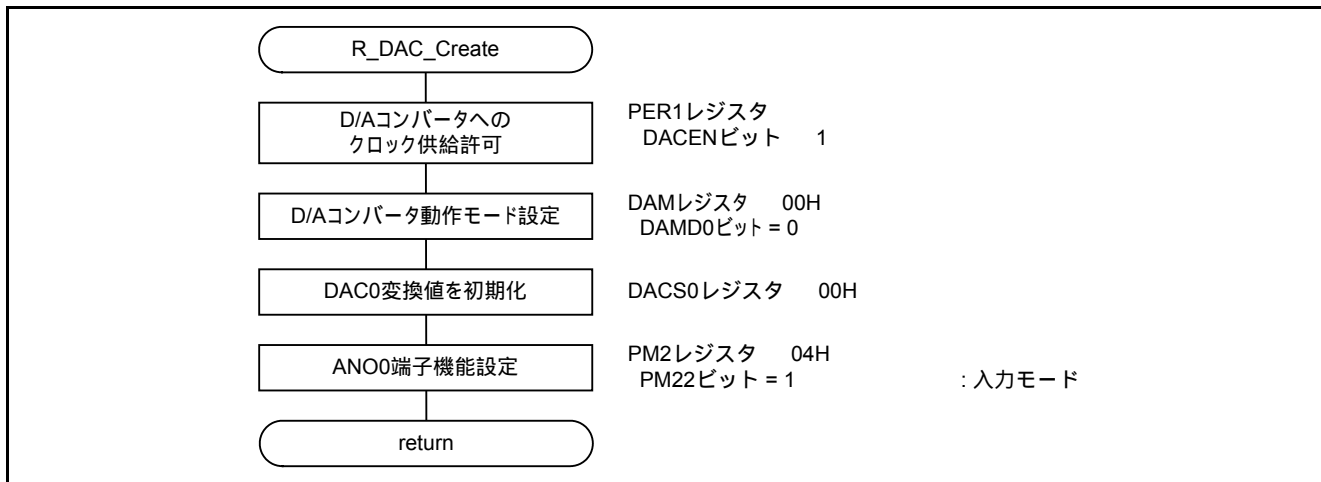 R_DAC_Create
D/Aコンバータへの
クロック供給許可
PER1レジスタ
DACENビット 1
D/Aコンバータ動作モード設定
DAMレジスタ 00H
DAMD0ビット = 0
DAC0変換値を初期化
DACS0レジスタ 00H
ANO0端子機能設定
PM2レジスタ 04H
PM22ビット = 1 : 入力モード
return